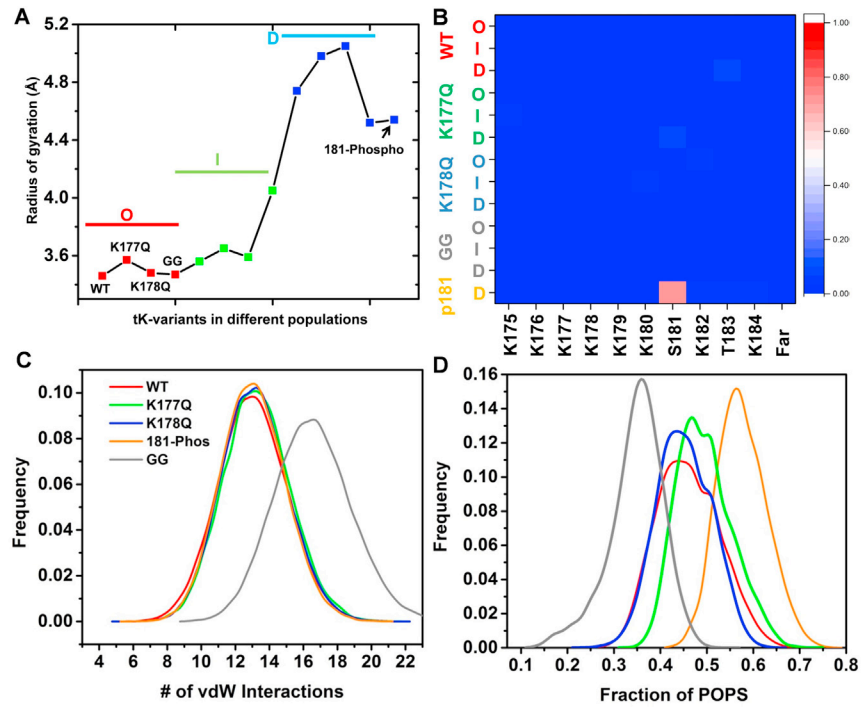 A
5.2
4.8
4.4
4.0
3.6
Radius of gyration (Å)
O
I
D
WT
K177Q
K178Q
GG
181-Phospho
tK-variants in different populations
B
WT
K177Q
K178Q
GG
p181
O
I
D
O
I
D
O
I
D
O
I
D
D
K175
K176
K177
K178
K179
K180
S181
K182
T183
K184
Far
1.00
0.80
0.60
0.40
0.20
0.00
C
WT
K177Q
K178Q
181-Phos
GG
0.10
0.08
0.06
0.04
0.02
0.00
Frequency
4 6 8 10 12 14 16 18 20 22
# of vdW Interactions
D
0.16
0.14
0.12
0.10
0.08
0.06
0.04
0.02
0.00
Frequency
0.1 0.2 0.3 0.4 0.5 0.6 0.7 0.8
Fraction of POPS